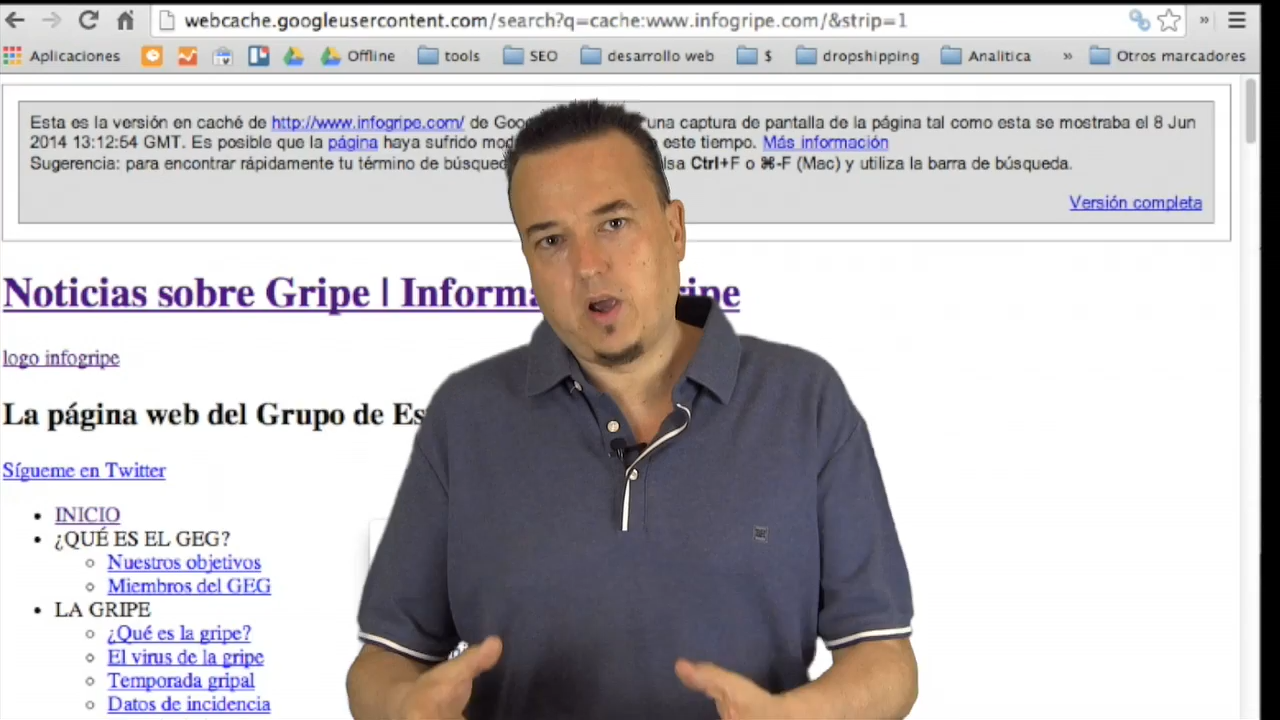 webcache.googleusercontent.com/search?q=cache:www.infogripe.com/&strip=1
Aplicaciones Offline tools SEO desarrollo web $ dropshipping Analitica » Otros marcadores
Esta es la versión en caché de http://www.infogripe.com/ de una captura de pantalla de la página tal como esta se mostraba el 8 Jun
2014 13:12:54 GMT. Es posible que la página haya sufrido este tiempo. Más información
Sugerencia: para encontrar rápidamente tu término de Ctrl+F o ⌘-F (Mac) y utiliza la barra de búsqueda.
Versión completa
Noticias sobre Gripe |
logo infogripe
La página web del Grupo de
Sígueme en Twitter
• INICIO
• ¿QUÉ ES EL GEG?
Nuestros objetivos
Miembros del GEG
• LA GRIPE
¿Qué es la gripe?
El virus de la gripe
Temporada gripal
Datos de incidencia